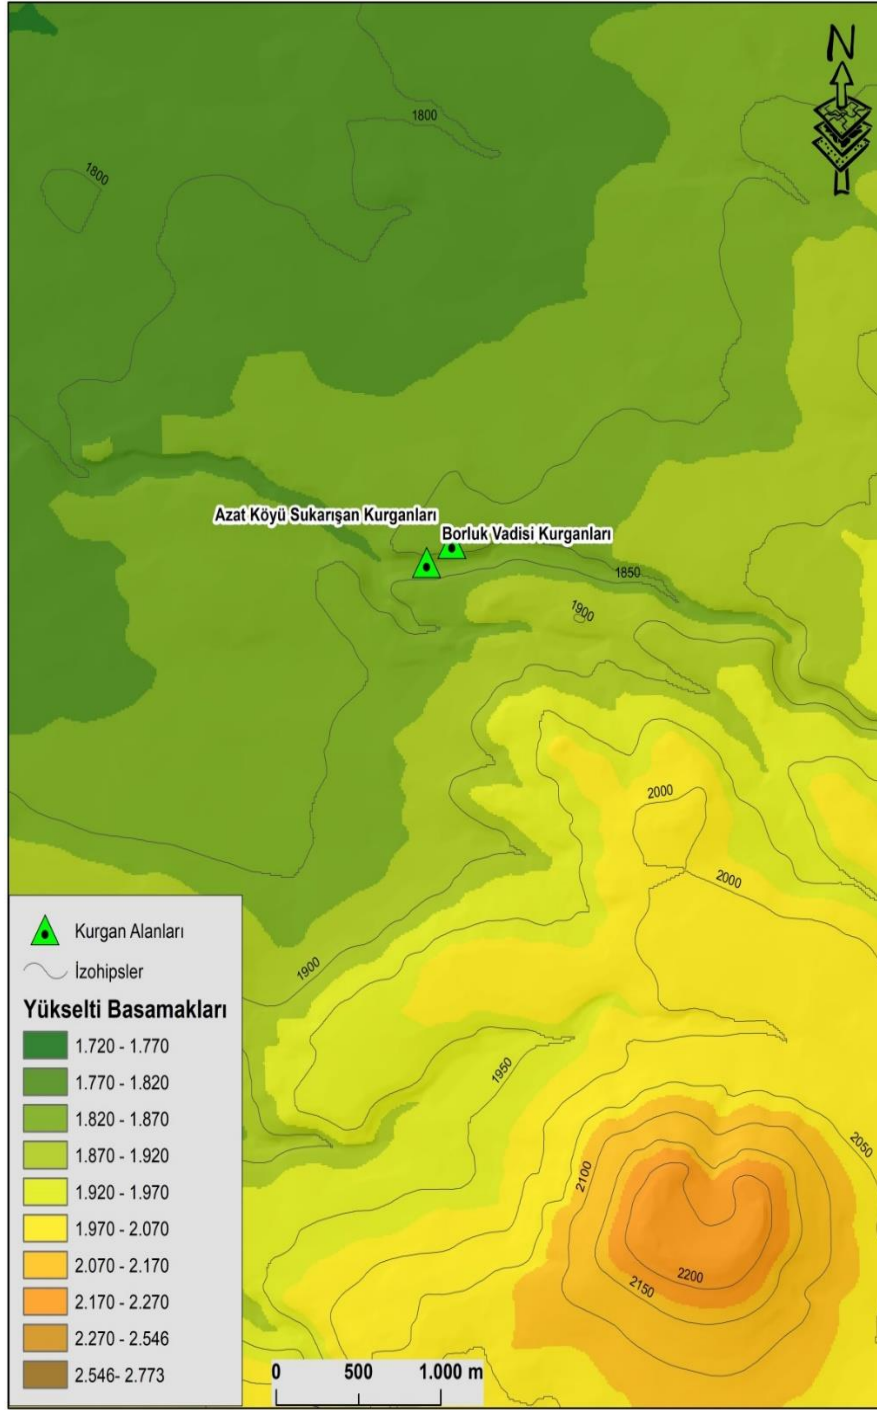 N
1800
1800
Azat Köyü Sukarışan Kurganları
Borluk Vadisi Kurganları
1850
1900
2000
2000
1900
1950
2050
2100
2150
2200
Kurgan Alanları
İzohipsler
Yükselti Basamakları
1.720 - 1.770
1.770 - 1.820
1.820 - 1.870
1.870 - 1.920
1.920 - 1.970
1.970 - 2.070
2.070 - 2.170
2.170 - 2.270
2.270 - 2.546
2.546- 2.773
0 500 1.000 m